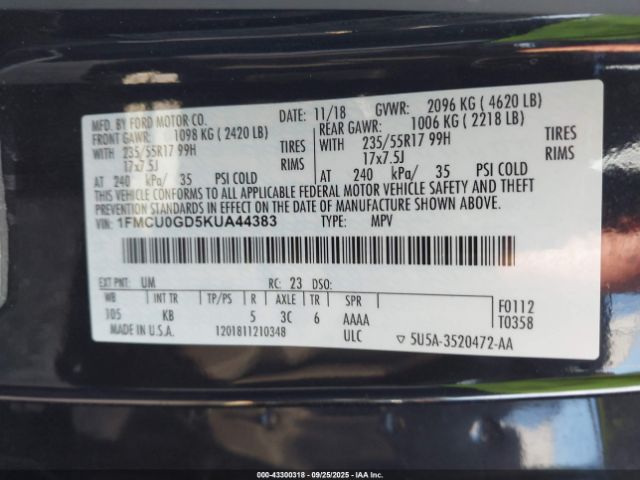 MFD. BY FORD MOTOR CO. DATE: 11/18 GVWR: 2096 KG ( 4620 LB)
FRONT GAWR: 1098 KG ( 2420 LB) REAR GAWR: 1006 KG ( 2218 LB)
WITH 235/55R17 99H TIRES WITH 235/55R17 99H TIRES
17x7.5J RIMS 17x7.5J RIMS
AT 240 kPa/ 35 PSI COLD AT 240 kPa/ 35 PSI COLD
THIS VEHICLE CONFORMS TO ALL APPLICABLE FEDERAL MOTOR VEHICLE SAFETY AND THEFT
PREVENTION STANDARDS IN EFFECT ON THE DATE OF MANUFACTURE SHOWN ABOVE.
VIN: 1FMCU0GD5KUA44383 TYPE: MPV
EXT PNT: UM RC: 23 DSO:
WB INT TR TP/PS R AXLE TR SPR F0112
105 KB 5 3C 6 AAAA T0358
MADE IN U.S.A. 1201811210348 ULC ▽ 5U5A-3520472-AA
000-43300318 - 09/25/2025 - IAA Inc.